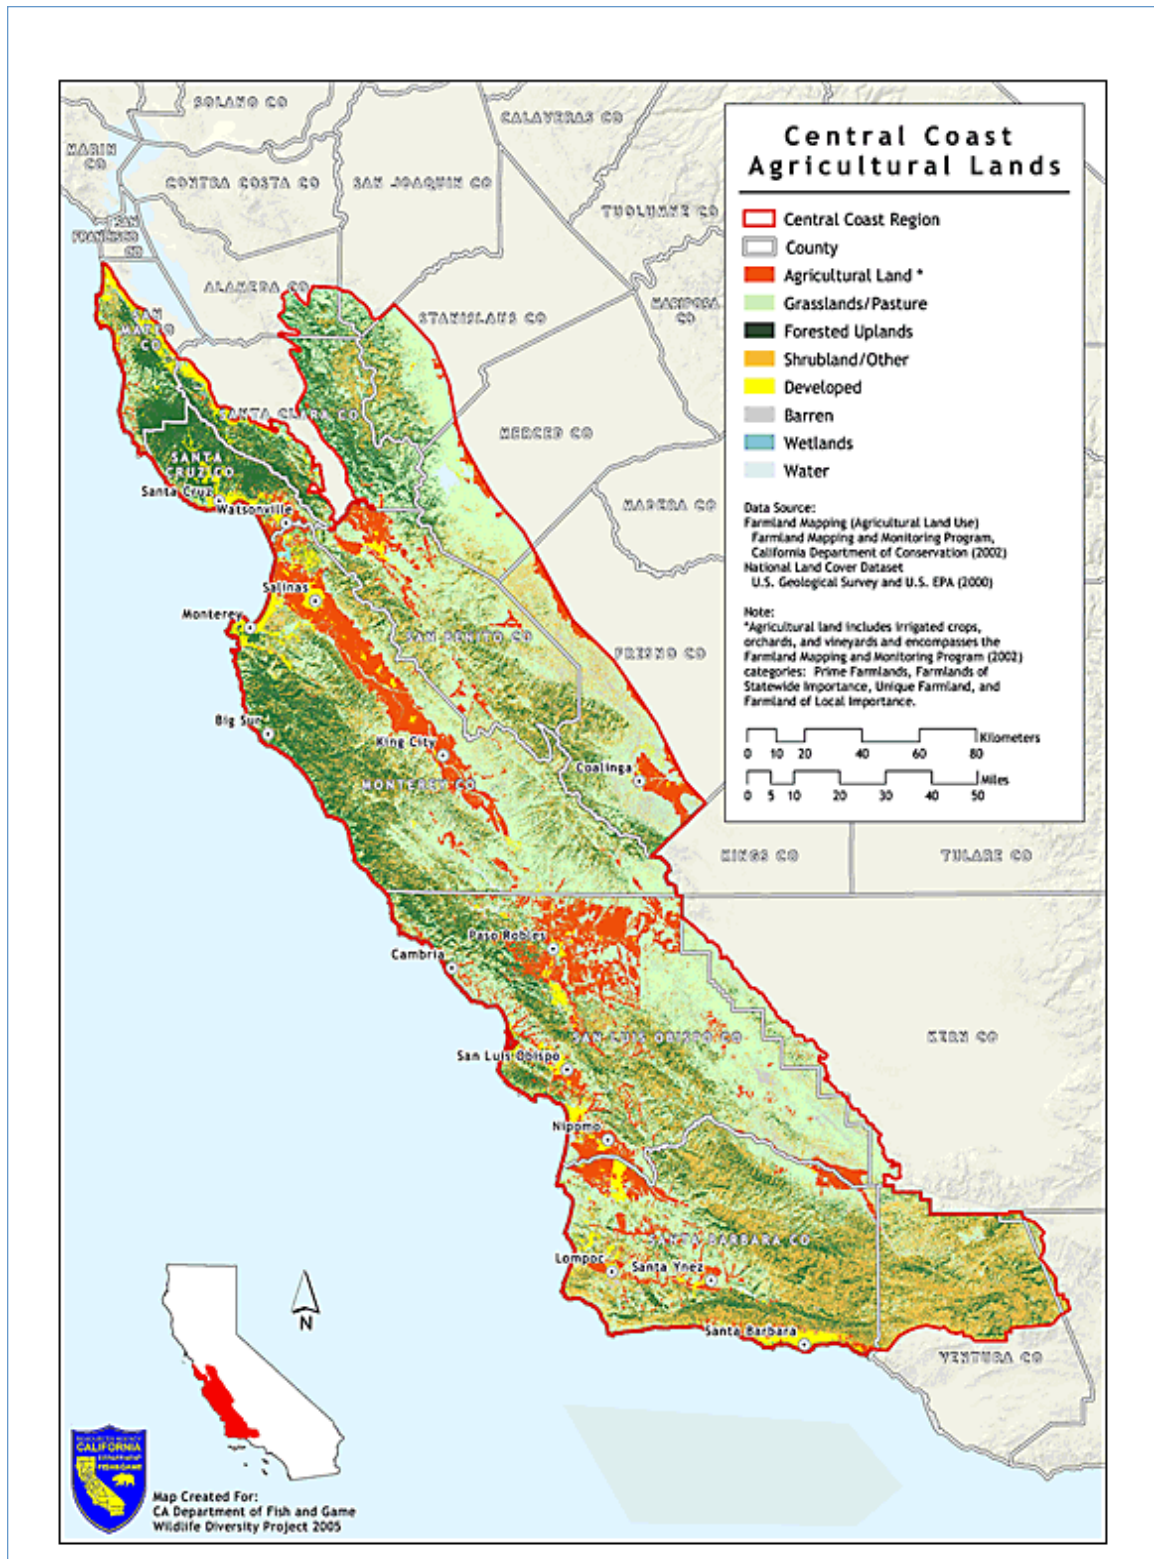 SOLANO CO
CALAVERAS CO
MARIN
CO
CONTRA COSTA CO
SAN JOAQUIN CO
TUOLUMNE CO
SAN
FRANCISCO
CO
ALAMEDA CO
STANISLAUS CO
MARIPOSA
CO
SAN
MATEO
CO
SANTA CLARA CO
MERCED CO
SANTA
CRUZ CO
Santa Cruz
Watsonville
MADERA CO
Salinas
Monterey
SAN BENITO CO
FRESNO CO
Big Sur
King City
Coalinga
MONTEREY CO
KINGS CO
TULARE CO
Paso Robles
Cambria
SAN LUIS OBISPO CO
KERN CO
San Luis Obispo
Nipomo
SANTA BARBARA CO
Lompoc
Santa Ynez
Santa Barbara
VENTURA CO
Central Coast
Agricultural Lands
Central Coast Region
County
Agricultural Land *
Grasslands/Pasture
Forested Uplands
Shrubland/Other
Developed
Barren
Wetlands
Water
Data Source:
Farmland Mapping (Agricultural Land Use)
Farmland Mapping and Monitoring Program,
California Department of Conservation (2002)
National Land Cover Dataset
U.S. Geological Survey and U.S. EPA (2000)
Note:
*Agricultural land includes irrigated crops,
orchards, and vineyards and encompasses the
Farmland Mapping and Monitoring Program (2002)
categories: Prime Farmlands, Farmlands of
Statewide Importance, Unique Farmland, and
Farmland of Local Importance.
Kilometers
0 10 20 40 60 80
Miles
0 5 10 20 30 40 50
N
CALIFORNIA
DEPARTMENT
FISH & GAME
Map Created For:
CA Department of Fish and Game
Wildlife Diversity Project 2005